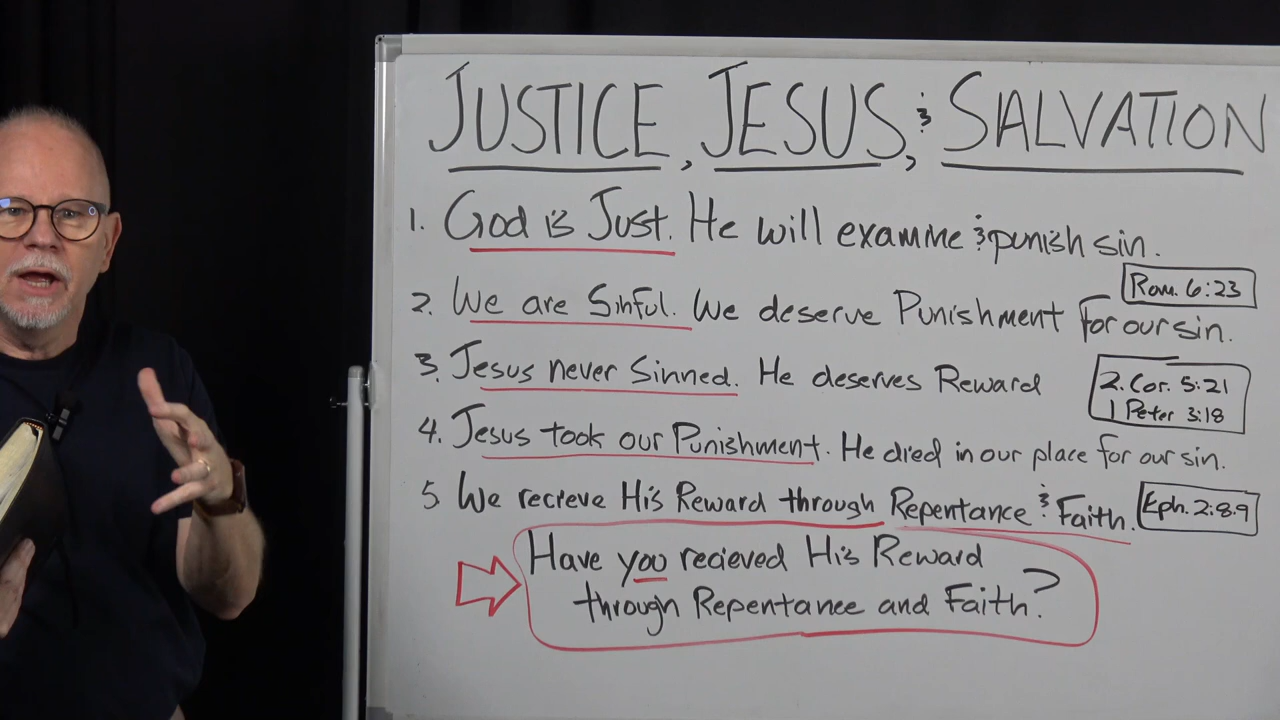 JUSTICE, JESUS, & SALVATION
1. God is Just. He will examine & punish sin.
Rom. 6:23
2. We are Sinful. We deserve Punishment for our sin.
3. Jesus never Sinned. He deserves Reward
2. Cor. 5:21
1 Peter 3:18
4. Jesus took our Punishment. He died in our place for our sin.
5 We recieve His Reward through Repentance & Faith.
Eph. 2:8.9
Have you recieved His Reward
through Repentance and Faith?